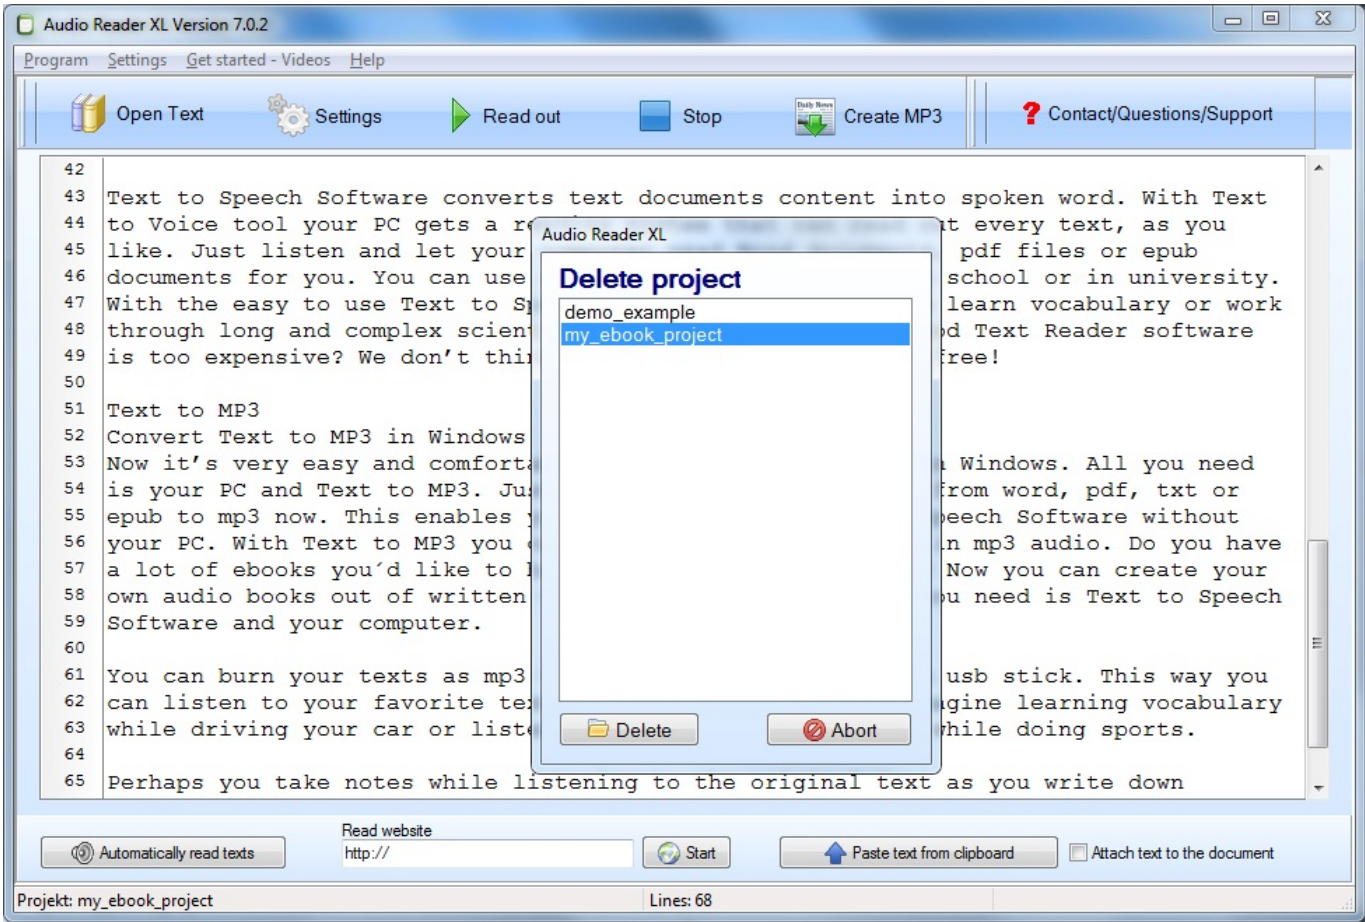 Audio Reader XL Version 7.0.2
Program Settings Get started - Videos Help
Open Text Settings Read out Stop Create MP3 Contact/Questions/Support
Daily News
42
43 Text to Speech Software converts text documents content into spoken word. With Text
44 to Voice tool your PC gets a ut every text, as you
45 like. Just listen and let your pdf files or epub
46 documents for you. You can use school or in university.
47 With the easy to use Text to learn vocabulary or work
48 through long and complex Text Reader software
49 is too expensive? We don't free!
50
51 Text to MP3
52 Convert Text to MP3 in Windows
53 Now it's very easy and Windows. All you need
54 is your PC and Text to MP3. from word, pdf, txt or
55 epub to mp3 now. This enables Software without
56 your PC. With Text to MP3 you in mp3 audio. Do you have
57 a lot of ebooks you´d like to Now you can create your
58 own audio books out of written need is Text to Speech
59 Software and your computer.
60
61 You can burn your texts as mp3 usb stick. This way you
62 can listen to your favorite learning vocabulary
63 while driving your car or while doing sports.
64
65 Perhaps you take notes while listening to the original text as you write down
Audio Reader XL
Delete project
demo_example
my_ebook_project
Delete Abort
Read website
Automatically read texts http:// Start Paste text from clipboard Attach text to the document
Projekt: my_ebook_project Lines: 68